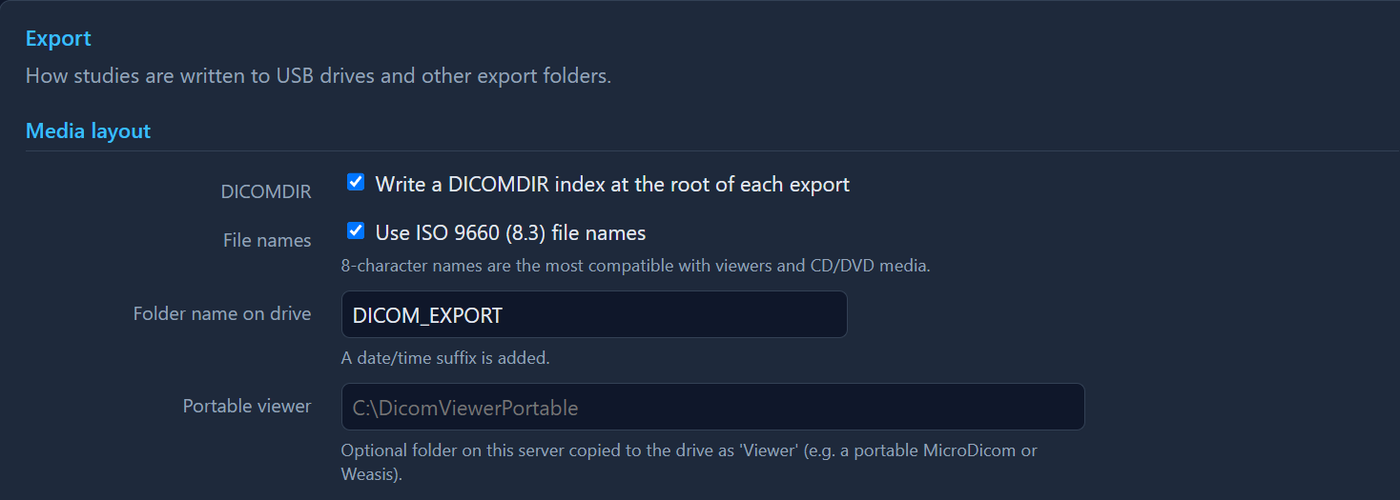 Export
How studies are written to USB drives and other export folders.
Media layout
DICOMDIR
Write a DICOMDIR index at the root of each export
File names
Use ISO 9660 (8.3) file names
8-character names are the most compatible with viewers and CD/DVD media.
Folder name on drive
DICOM_EXPORT
A date/time suffix is added.
Portable viewer
C:\DicomViewerPortable
Optional folder on this server copied to the drive as 'Viewer' (e.g. a portable MicroDicom or
Weasis).